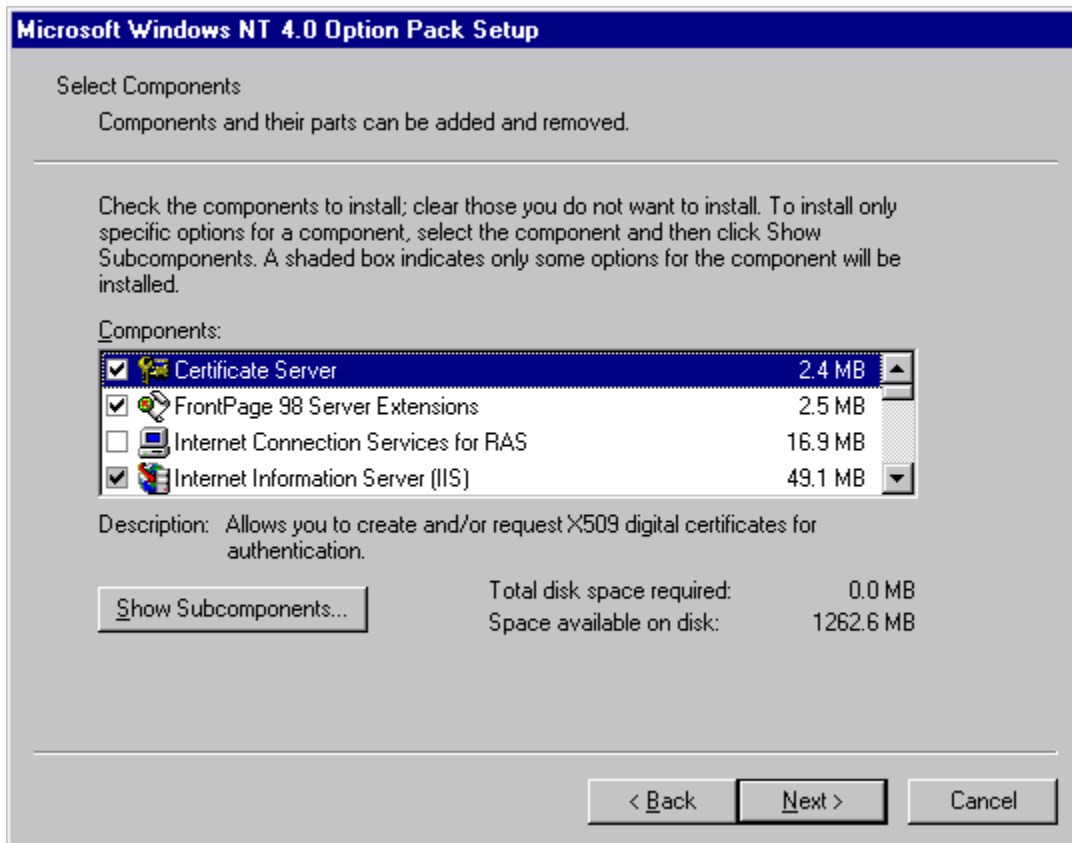 Microsoft Windows NT 4.0 Option Pack Setup
Select Components
Components and their parts can be added and removed.
Check the components to install; clear those you do not want to install. To install only
specific options for a component, select the component and then click Show
Subcomponents. A shaded box indicates only some options for the component will be
installed.
Components:
Certificate Server 2.4 MB
FrontPage 98 Server Extensions 2.5 MB
Internet Connection Services for RAS 16.9 MB
Internet Information Server (IIS) 49.1 MB
Description: Allows you to create and/or request X509 digital certificates for
authentication.
Show Subcomponents...
Total disk space required: 0.0 MB
Space available on disk: 1262.6 MB
< Back Next > Cancel